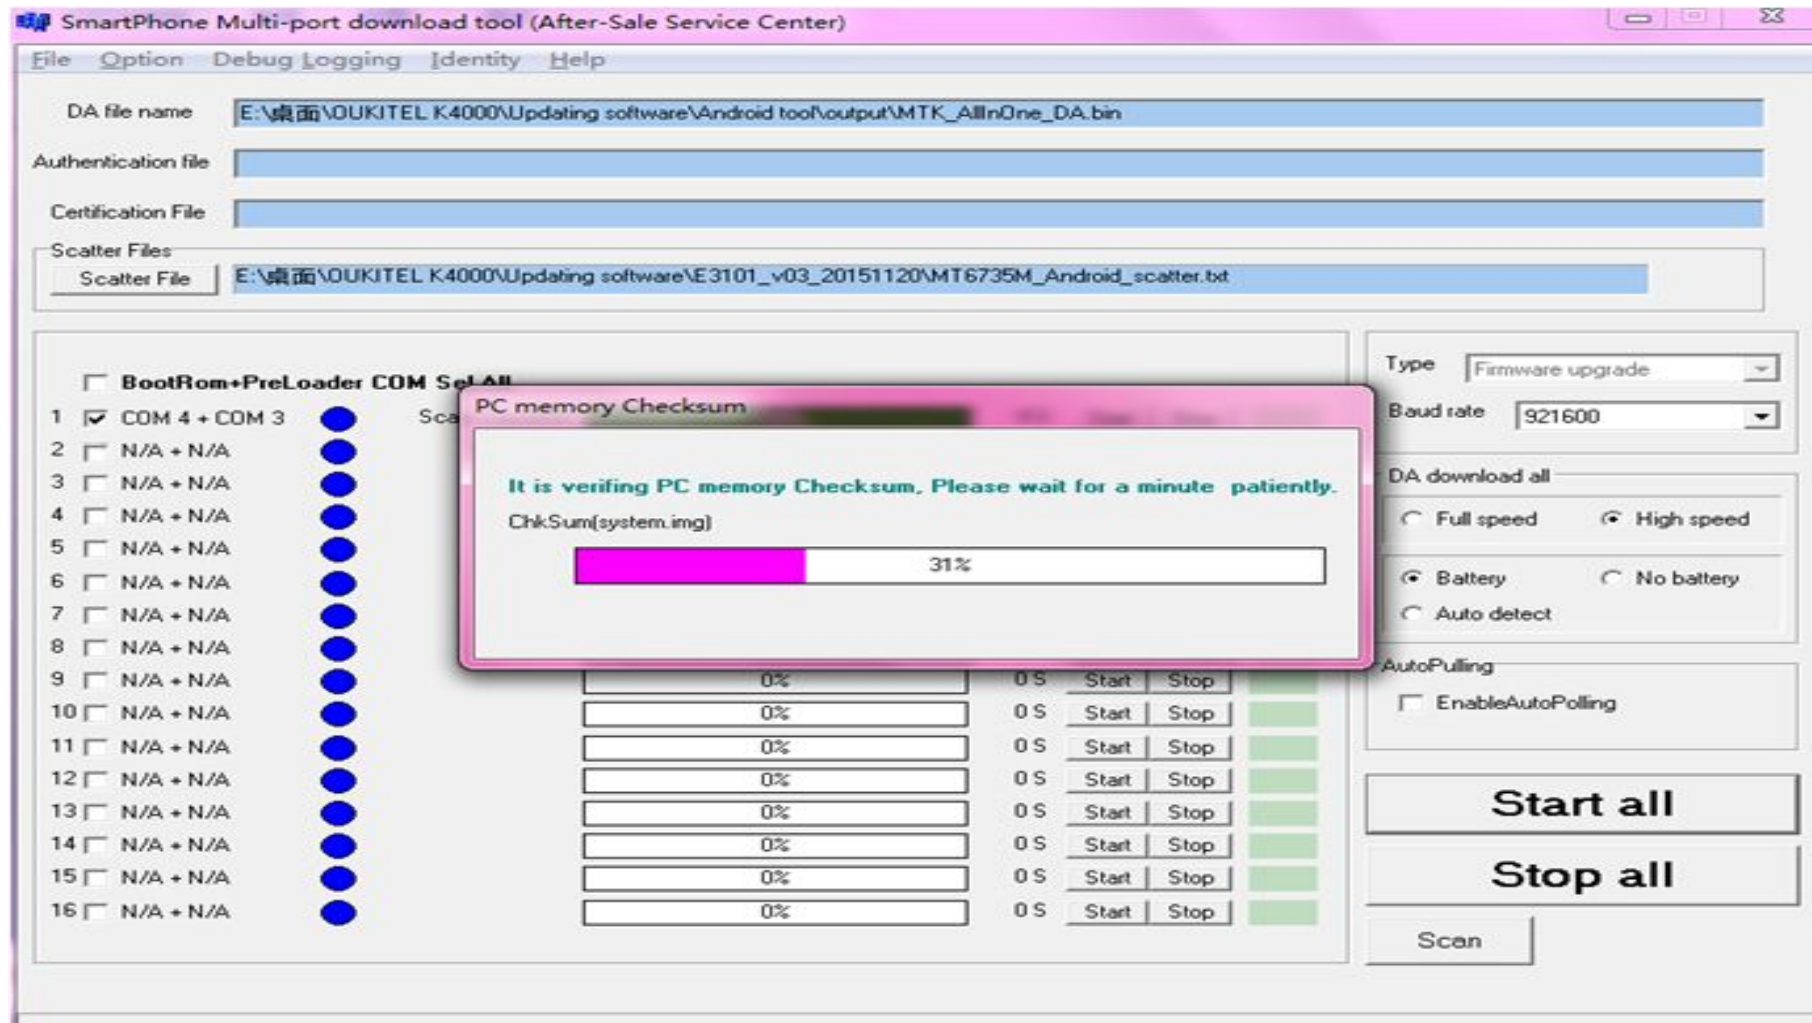 SmartPhone Multi-port download tool (After-Sale Service Center)
File Option Debug Logging Identity Help
DA file name E:\桌面\OUKITEL K4000\Updating software\Android tool\output\MTK_AllInOne_DA.bin
Authentication file
Certification File
Scatter Files
Scatter File E:\桌面\OUKITEL K4000\Updating software\E3101_v03_20151120\MT6735M_Android_scatter.txt
BootRom+PreLoader COM Sel All
1 COM 4 + COM 3 Sca
2 N/A + N/A
3 N/A + N/A
4 N/A + N/A
5 N/A + N/A
6 N/A + N/A
7 N/A + N/A
8 N/A + N/A
9 N/A + N/A 0% 0 S Start Stop
10 N/A + N/A 0% 0 S Start Stop
11 N/A + N/A 0% 0 S Start Stop
12 N/A + N/A 0% 0 S Start Stop
13 N/A + N/A 0% 0 S Start Stop
14 N/A + N/A 0% 0 S Start Stop
15 N/A + N/A 0% 0 S Start Stop
16 N/A + N/A 0% 0 S Start Stop
PC memory Checksum
It is verifing PC memory Checksum, Please wait for a minute patiently.
ChkSum(system.img)
31%
Type Firmware upgrade
Baud rate 921600
DA download all
Full speed High speed
Battery No battery
Auto detect
AutoPulling
EnableAutoPolling
Start all
Stop all
Scan